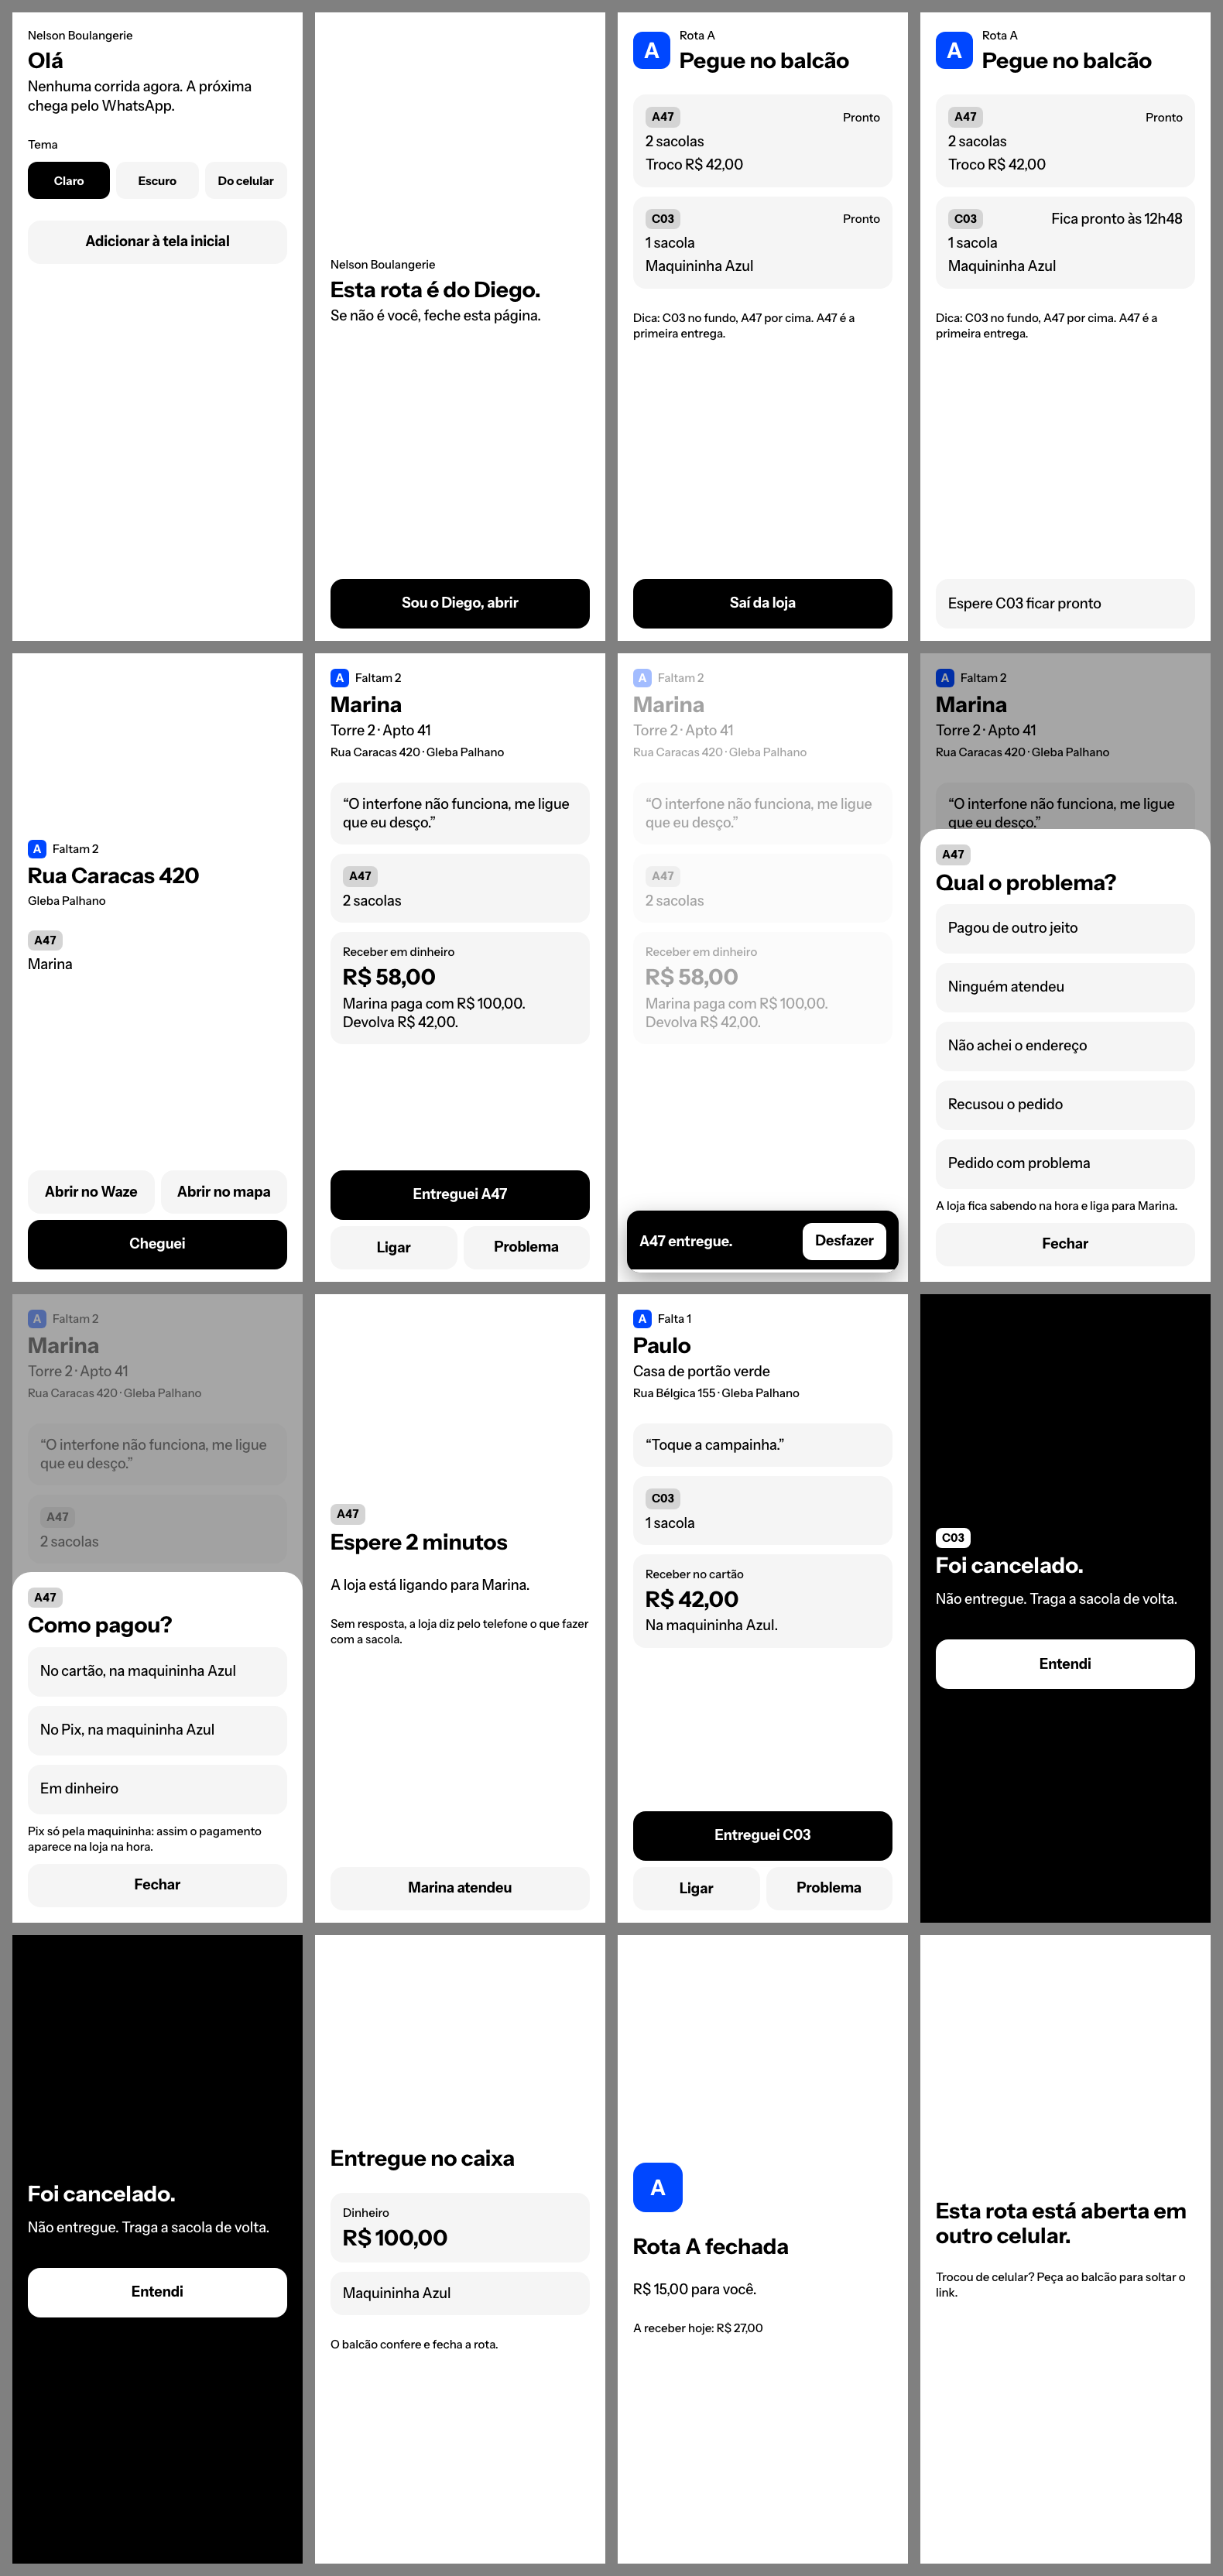 Nelson Boulangerie
Olá
Nenhuma corrida agora. A próxima
chega pelo WhatsApp.
Tema
Claro
Escuro
Do celular
Adicionar à tela inicial
Nelson Boulangerie
Esta rota é do Diego.
Se não é você, feche esta página.
Sou o Diego, abrir
A
Rota A
Pegue no balcão
A47
Pronto
2 sacolas
Troco R$ 42,00
C03
Pronto
1 sacola
Maquininha Azul
Dica: C03 no fundo, A47 por cima. A47 é a
primeira entrega.
Saí da loja
A
Rota A
Pegue no balcão
A47
Pronto
2 sacolas
Troco R$ 42,00
C03
Fica pronto às 12h48
1 sacola
Maquininha Azul
Dica: C03 no fundo, A47 por cima. A47 é a
primeira entrega.
Espere C03 ficar pronto
A
Faltam 2
Rua Caracas 420
Gleba Palhano
A47
Marina
Abrir no Waze
Abrir no mapa
Cheguei
A
Faltam 2
Marina
Torre 2 · Apto 41
Rua Caracas 420 · Gleba Palhano
“O interfone não funciona, me ligue
que eu desço.”
A47
2 sacolas
Receber em dinheiro
R$ 58,00
Marina paga com R$ 100,00.
Devolva R$ 42,00.
Entreguei A47
Ligar
Problema
A
Faltam 2
Marina
Torre 2 · Apto 41
Rua Caracas 420 · Gleba Palhano
“O interfone não funciona, me ligue
que eu desço.”
A47
2 sacolas
Receber em dinheiro
R$ 58,00
Marina paga com R$ 100,00.
Devolva R$ 42,00.
A47 entregue.
Desfazer
A
Faltam 2
Marina
Torre 2 · Apto 41
Rua Caracas 420 · Gleba Palhano
“O interfone não funciona, me ligue
que eu desço.”
A47
Qual o problema?
Pagou de outro jeito
Ninguém atendeu
Não achei o endereço
Recusou o pedido
Pedido com problema
A loja fica sabendo na hora e liga para Marina.
Fechar
A
Faltam 2
Marina
Torre 2 · Apto 41
Rua Caracas 420 · Gleba Palhano
“O interfone não funciona, me ligue
que eu desço.”
A47
2 sacolas
A47
Como pagou?
No cartão, na maquininha Azul
No Pix, na maquininha Azul
Em dinheiro
Pix só pela maquininha: assim o pagamento
aparece na loja na hora.
Fechar
A47
Espere 2 minutos
A loja está ligando para Marina.
Sem resposta, a loja diz pelo telefone o que fazer
com a sacola.
Marina atendeu
A
Falta 1
Paulo
Casa de portão verde
Rua Bélgica 155 · Gleba Palhano
“Toque a campainha.”
C03
1 sacola
Receber no cartão
R$ 42,00
Na maquininha Azul.
Entreguei C03
Ligar
Problema
C03
Foi cancelado.
Não entregue. Traga a sacola de volta.
Entendi
Foi cancelado.
Não entregue. Traga a sacola de volta.
Entendi
Entregue no caixa
Dinheiro
R$ 100,00
Maquininha Azul
O balcão confere e fecha a rota.
A
Rota A fechada
R$ 15,00 para você.
A receber hoje: R$ 27,00
Esta rota está aberta em
outro celular.
Trocou de celular? Peça ao balcão para soltar o
link.